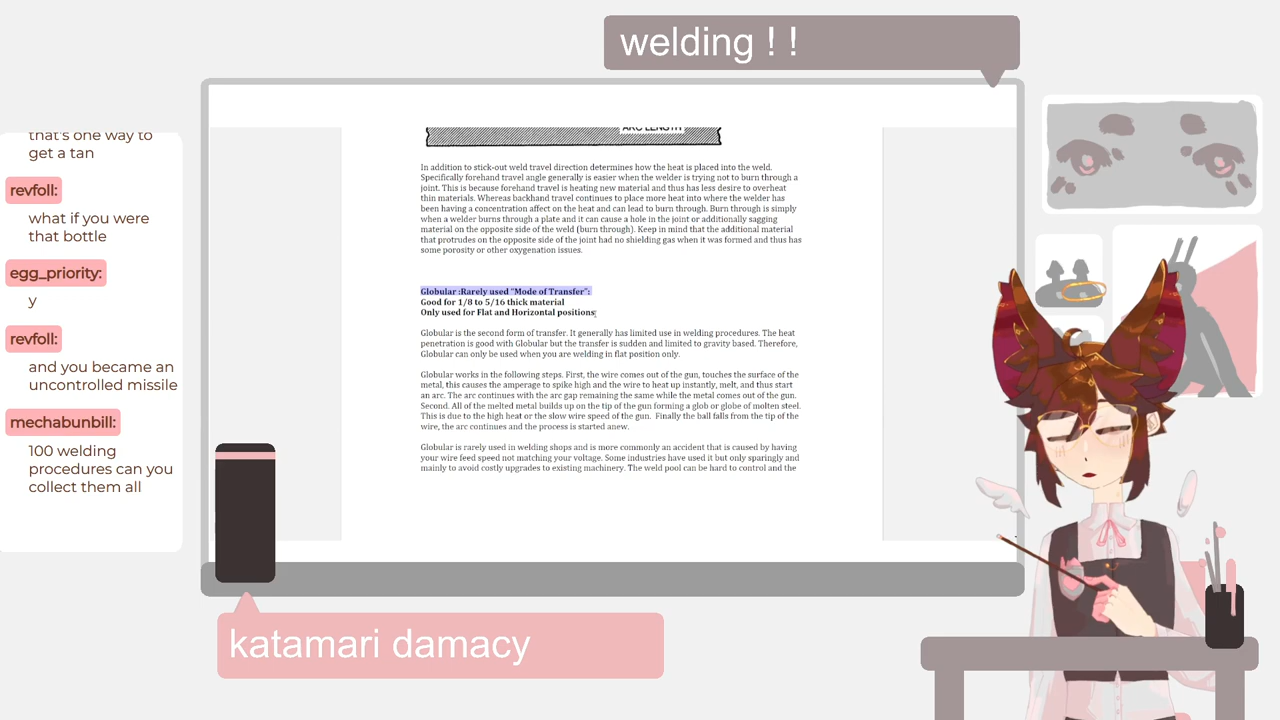 welding ! !
that's one way to
get a tan
revfoll:
what if you were
that bottle
egg_priority:
y
revfoll:
and you became an
uncontrolled missile
mechabunbill:
100 welding
procedures can you
collect them all
ARC LENGTH
In addition to stick-out weld travel direction determines how the heat is placed into the weld.
Specifically forehand travel angle generally is easier when the welder is trying not to burn through a
joint. This is because forehand travel is heating new material and thus has less desire to overheat
thin materials. Whereas backhand travel continues to place more heat into where the welder has
been having a concentration affect on the heat and can lead to burn through. Burn through is simply
when a welder burns through a plate and it can cause a hole in the joint or additionally sagging
material on the opposite side of the weld (burn through). Keep in mind that the additional material
that protrudes on the opposite side of the joint had no shielding gas when it was formed and thus has
some porosity or other oxygenation issues.
Globular :Rarely used "Mode of Transfer":
Good for 1/8 to 5/16 thick material
Only used for Flat and Horizontal positions
Globular is the second form of transfer. It generally has limited use in welding procedures. The heat
penetration is good with Globular but the transfer is sudden and limited to gravity based. Therefore,
Globular can only be used when you are welding in flat position only.
Globular works in the following steps. First, the wire comes out of the gun, touches the surface of the
metal, this causes the amperage to spike high and the wire to heat up instantly, melt, and thus start
an arc. The arc continues with the arc gap remaining the same while the metal comes out of the gun.
Second. All of the melted metal builds up on the tip of the gun forming a glob or globe of molten steel.
This is due to the high heat or the slow wire speed of the gun. Finally the ball falls from the tip of the
wire, the arc continues and the process is started anew.
Globular is rarely used in welding shops and is more commonly an accident that is caused by having
your wire feed speed not matching your voltage. Some industries have used it but only sparingly and
mainly to avoid costly upgrades to existing machinery. The weld pool can be hard to control and the
katamari damacy